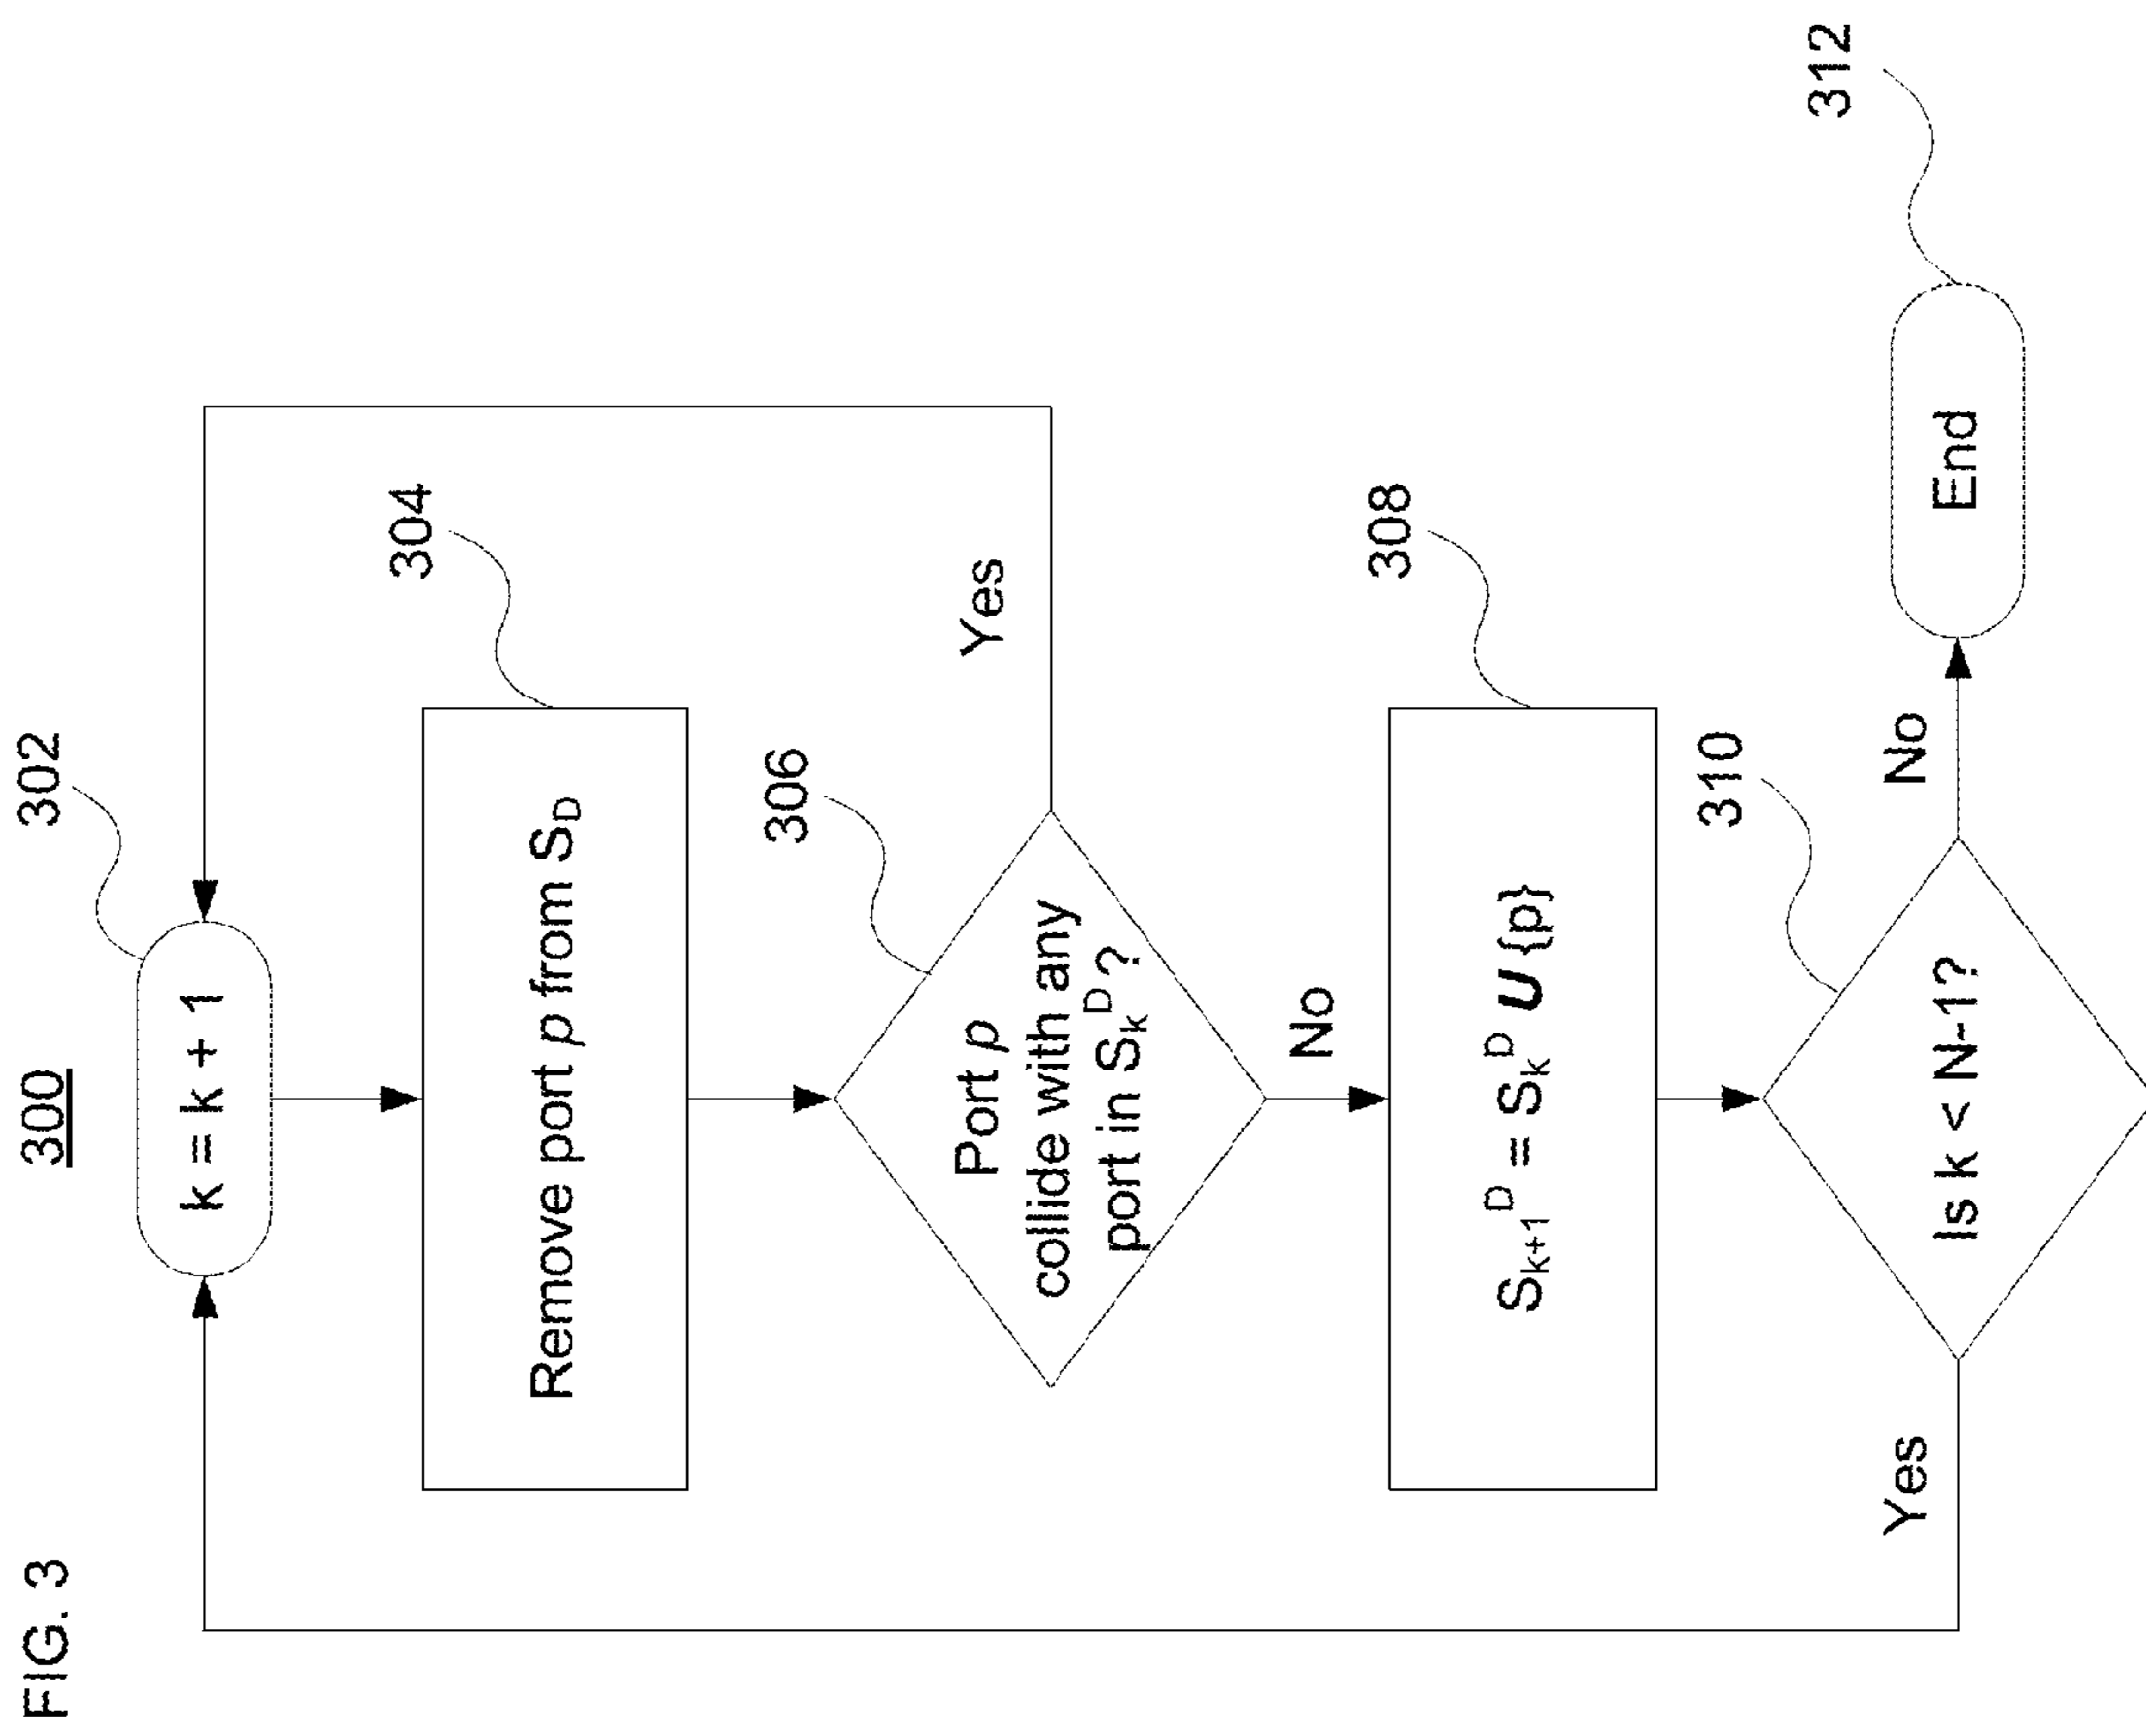 FIG. 3
300
302
k = k + 1
304
Remove port p from S_D
306
Port p
collide with any
port in S_k^D?
Yes
No
308
S_{k+1}^D = S_k^D U {p}
310
Is k < N-1?
Yes
No
312
End